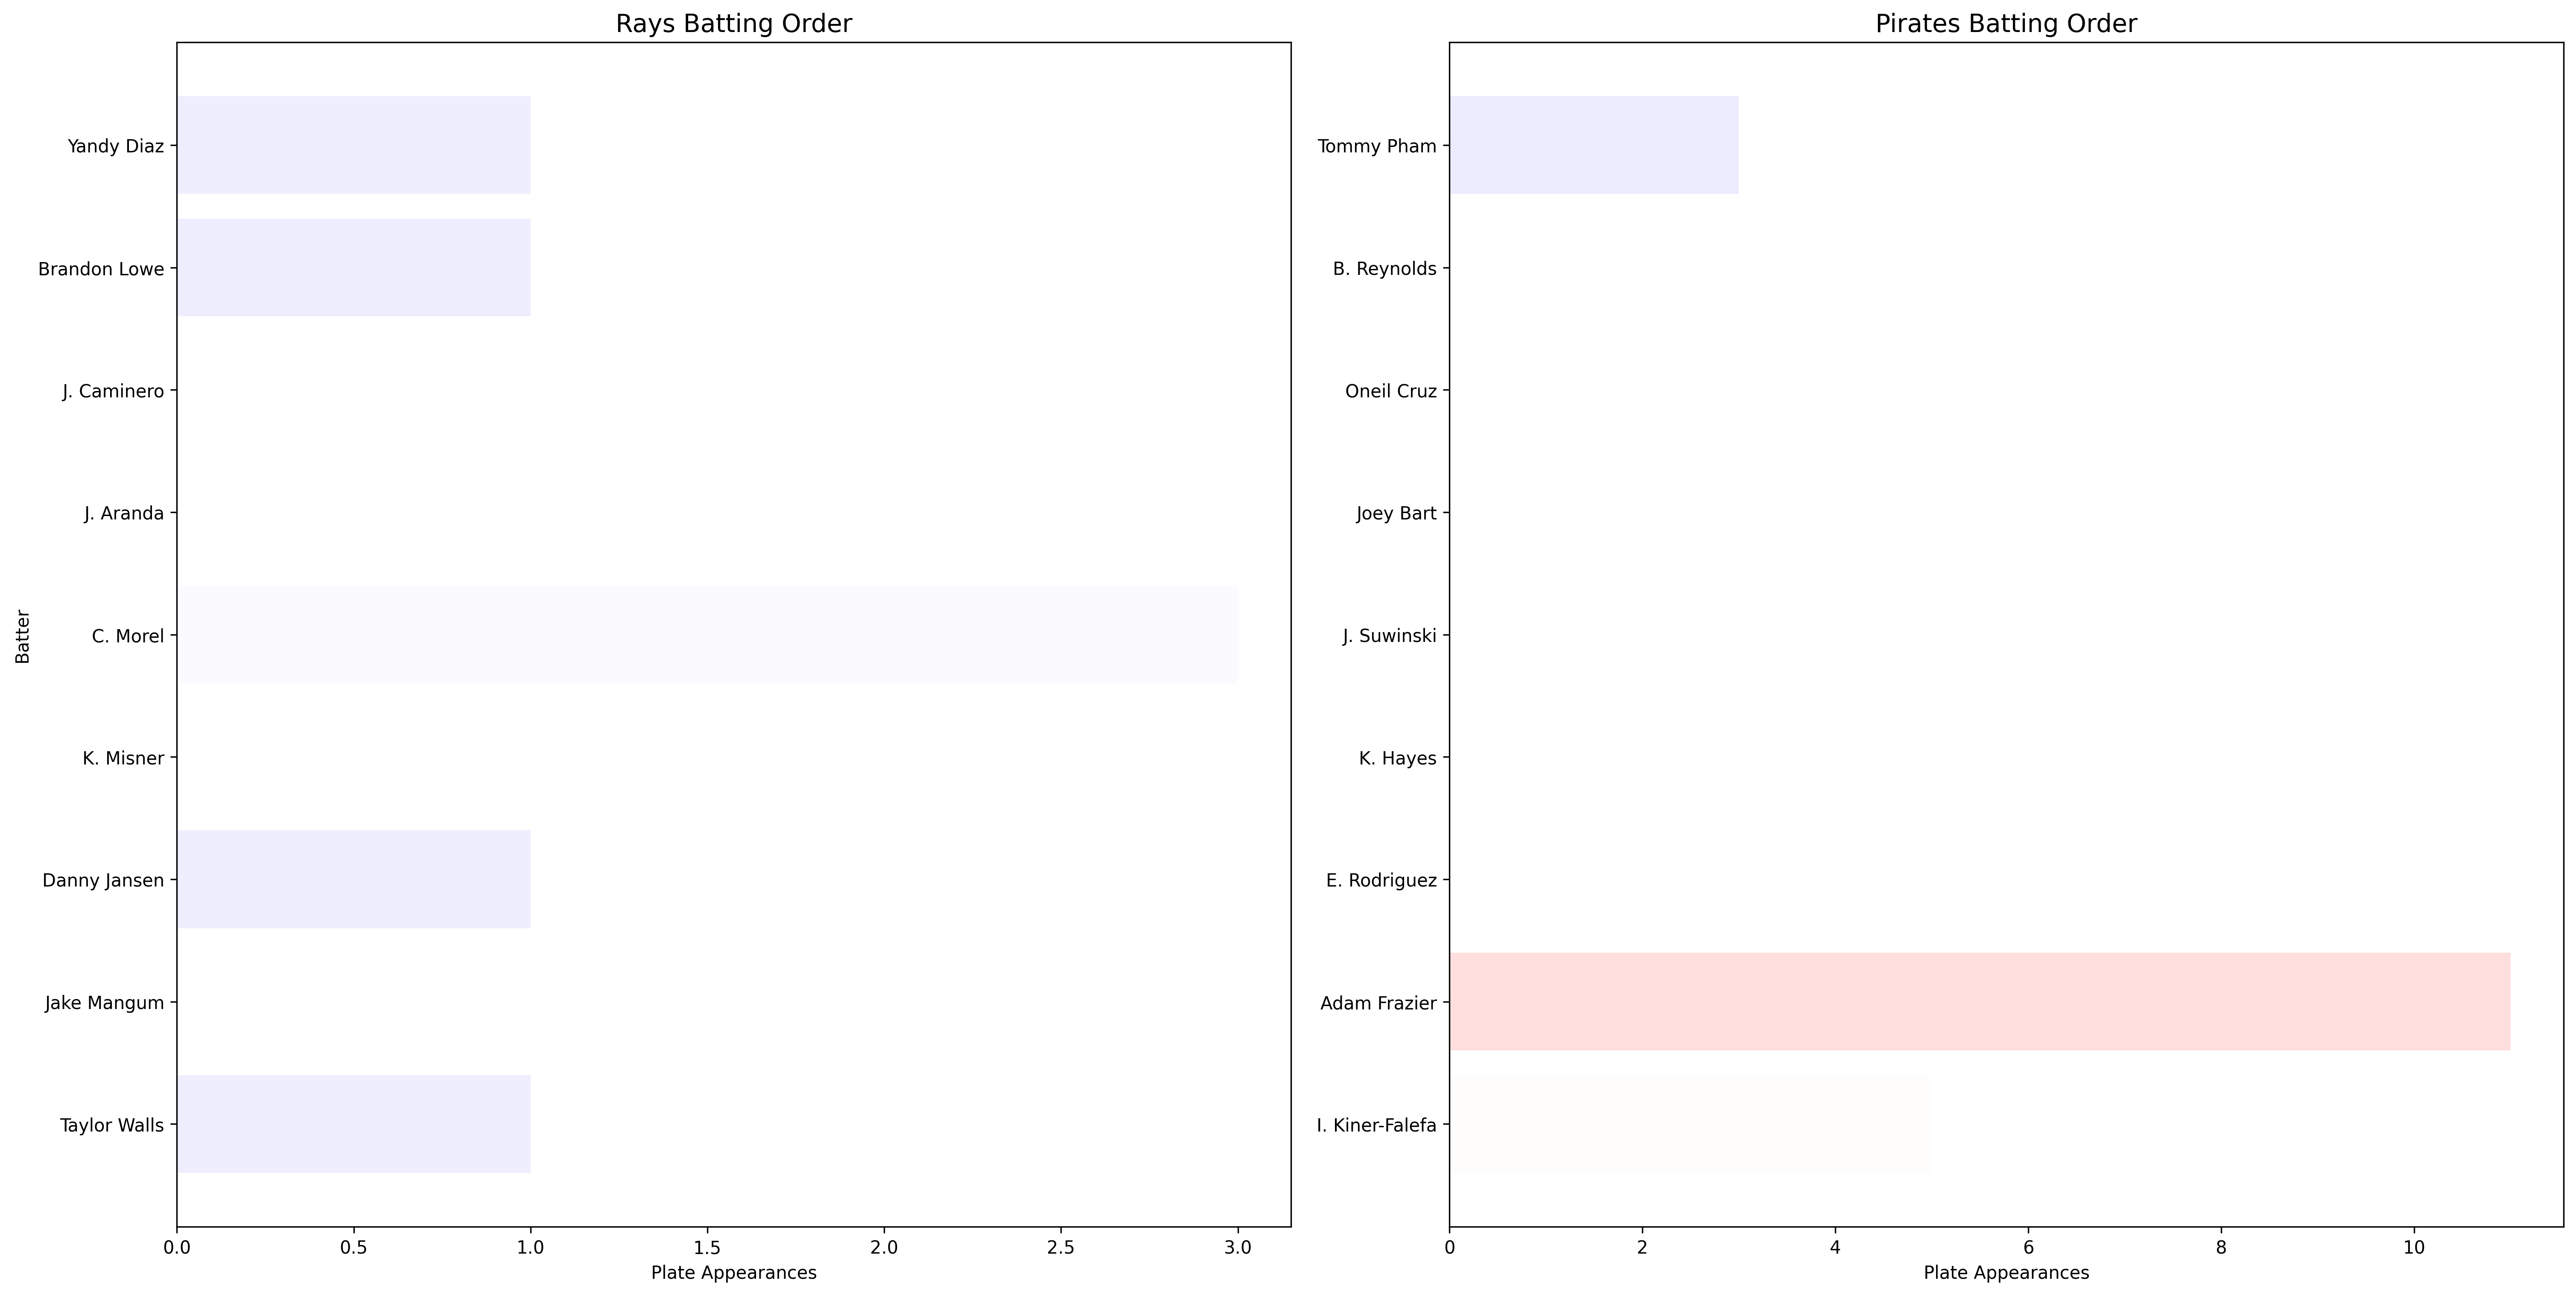 Rays Batting Order
Batter
Yandy Diaz
Brandon Lowe
J. Caminero
J. Aranda
C. Morel
K. Misner
Danny Jansen
Jake Mangum
Taylor Walls
0.0 0.5 1.0 1.5 2.0 2.5 3.0
Plate Appearances
Pirates Batting Order
Tommy Pham
B. Reynolds
Oneil Cruz
Joey Bart
J. Suwinski
K. Hayes
E. Rodriguez
Adam Frazier
I. Kiner-Falefa
0 2 4 6 8 10
Plate Appearances